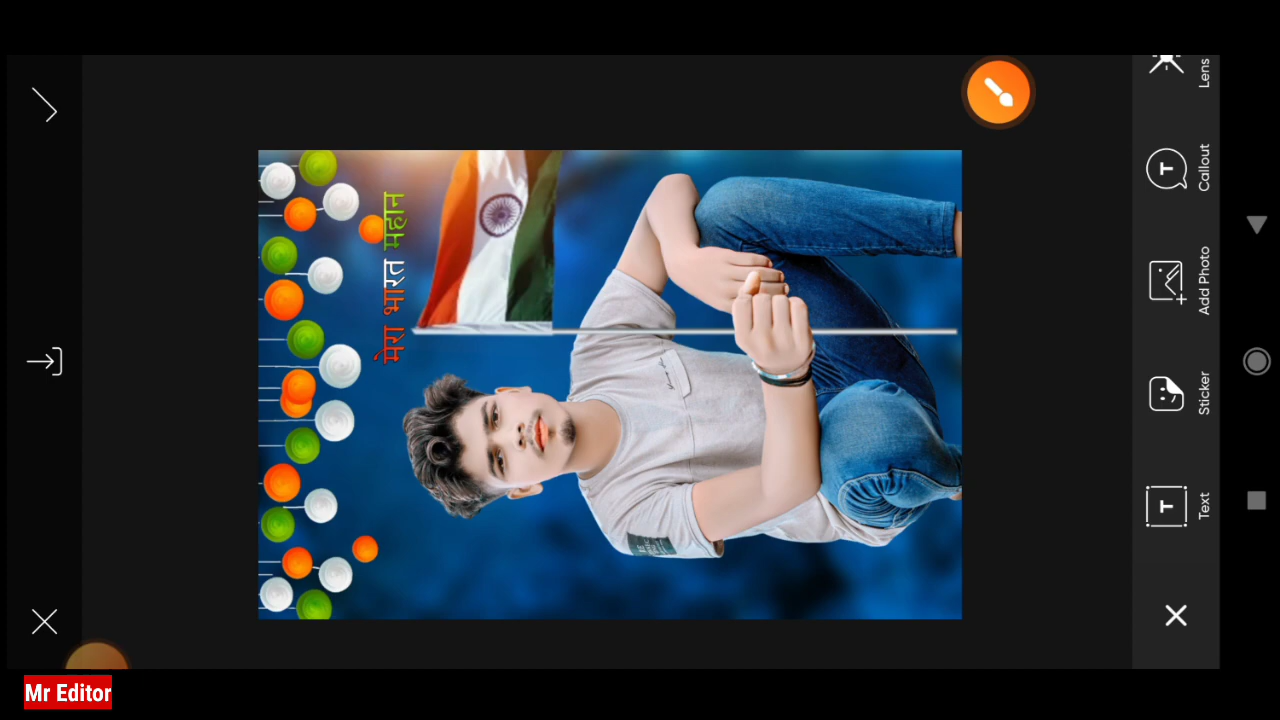 Lens
Callout
Add Photo
Sticker
Text
मेरा भारत महान
Mr Editor